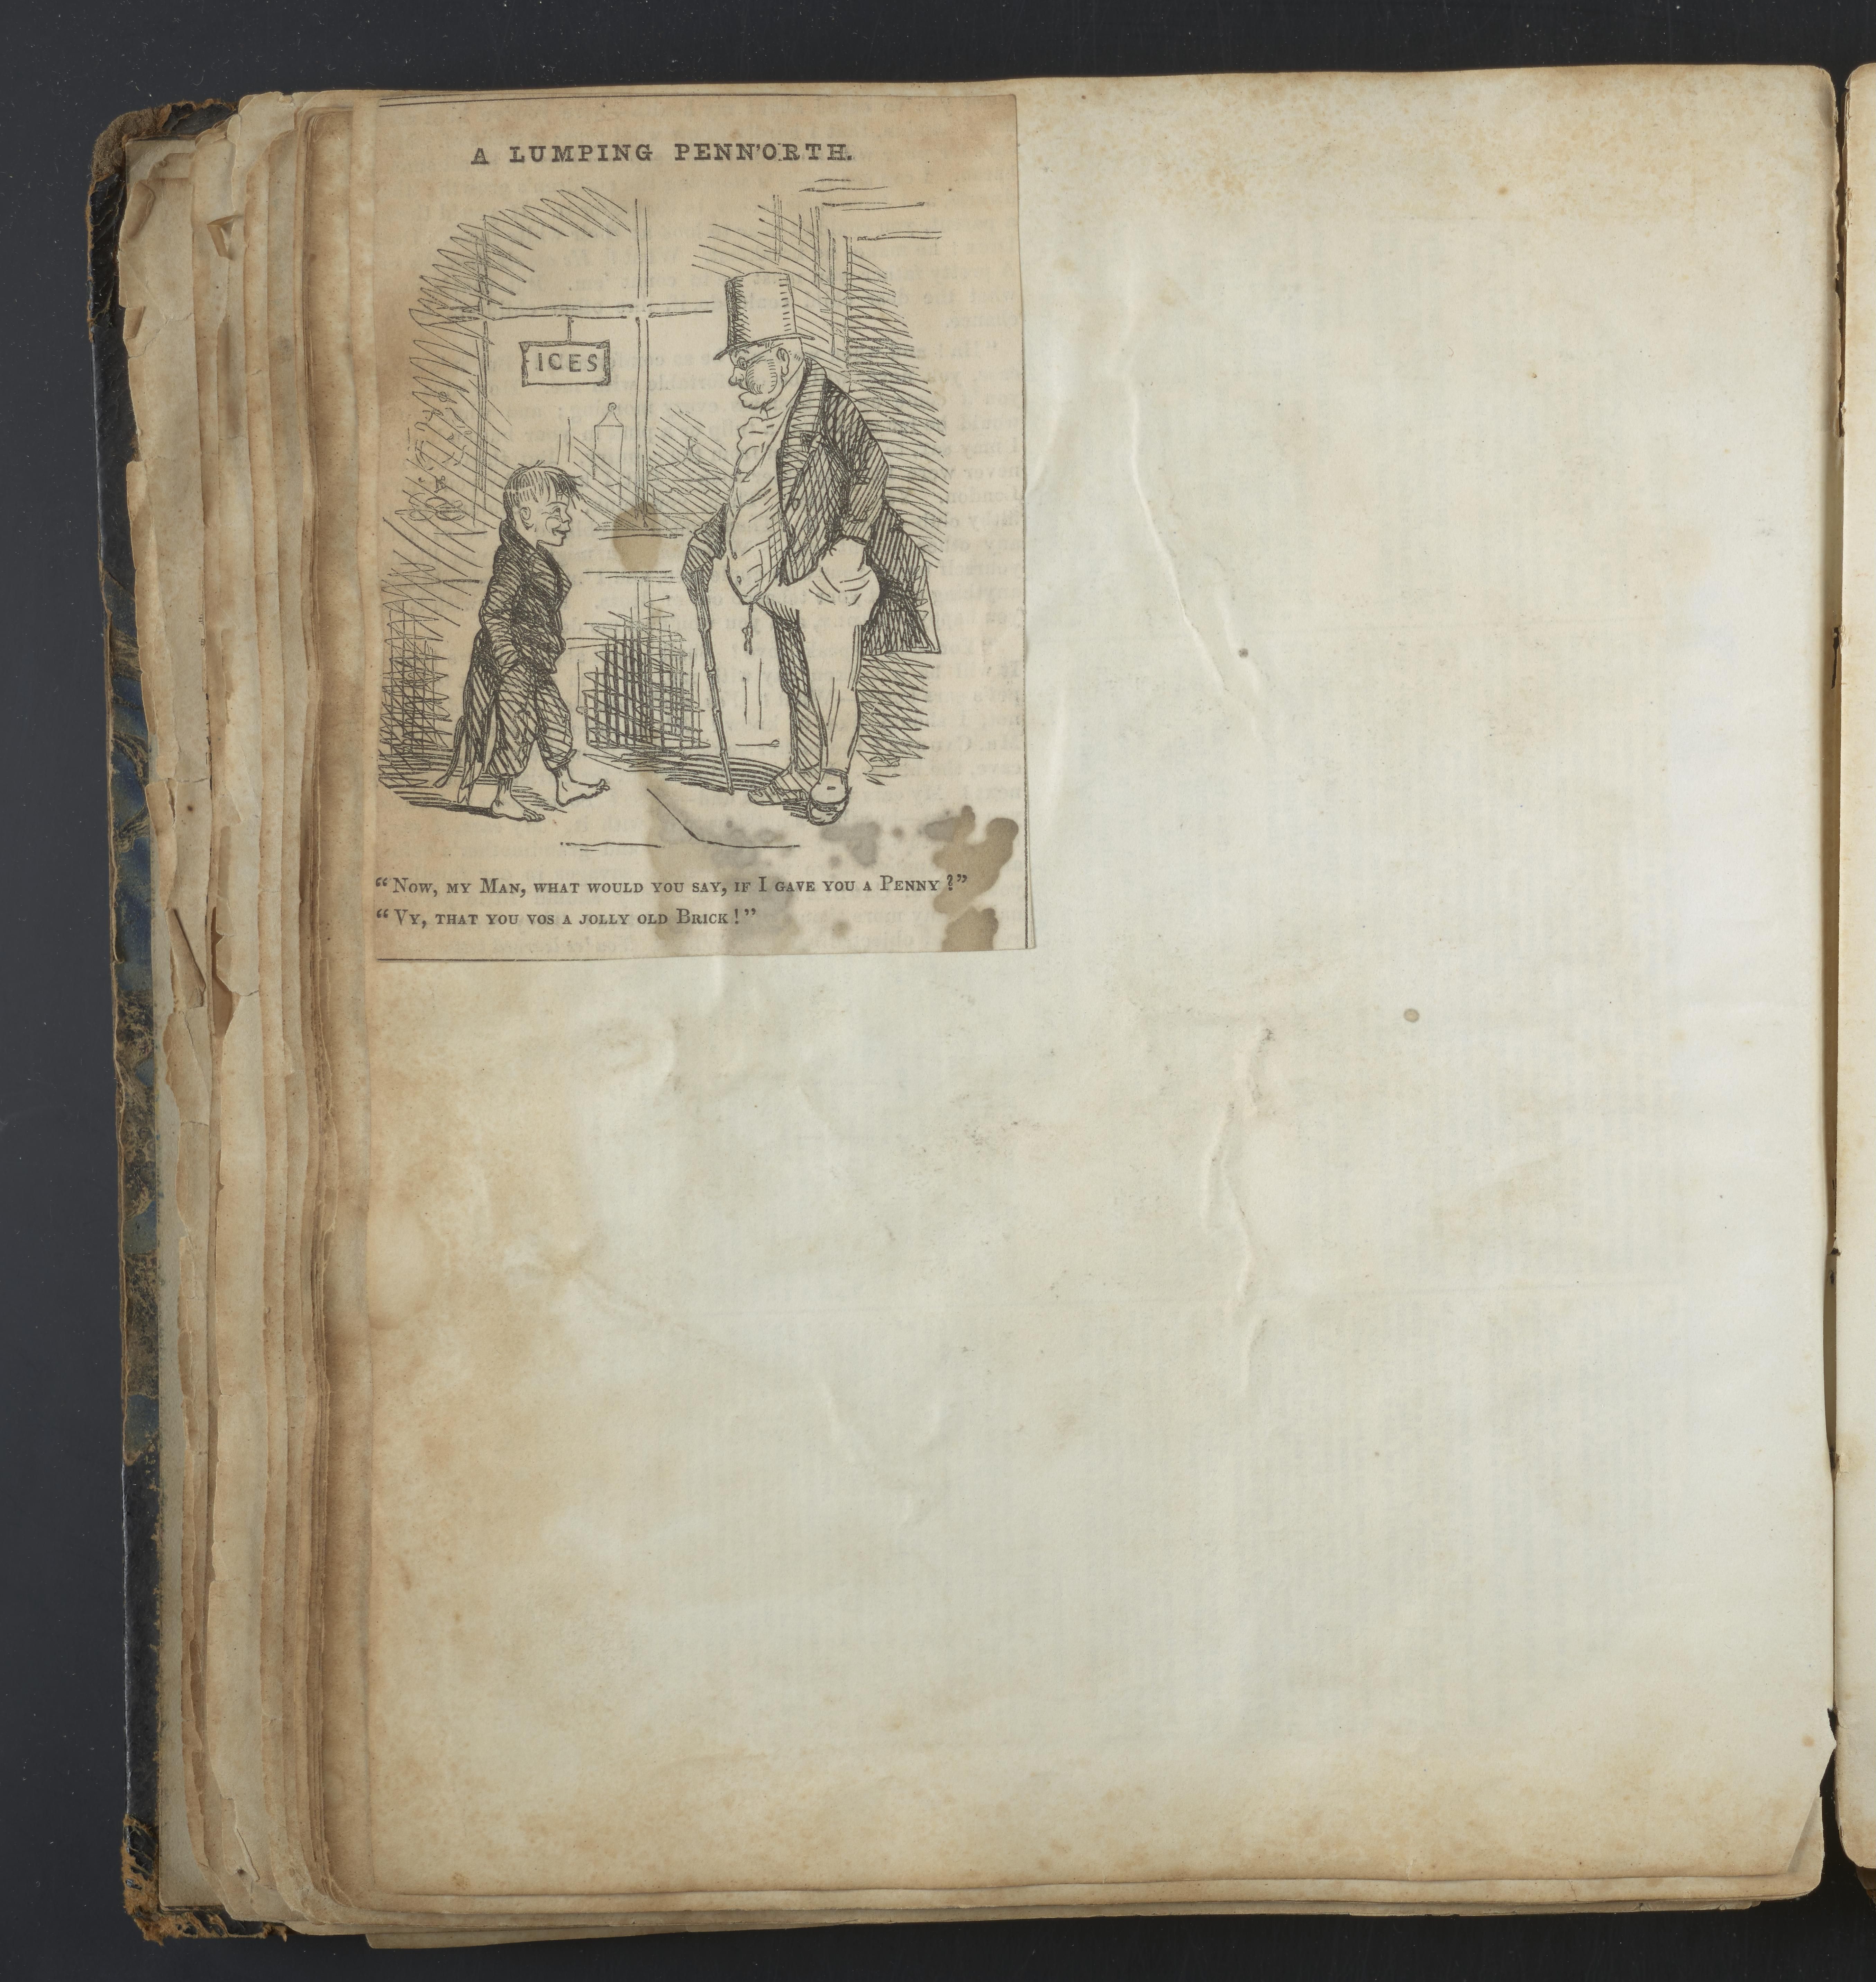 A LUMPING PENN'ORTH.
ICES
“Now, my Man, what would you say, if I gave you a Penny?”
“Vy, that you vos a jolly old Brick!”